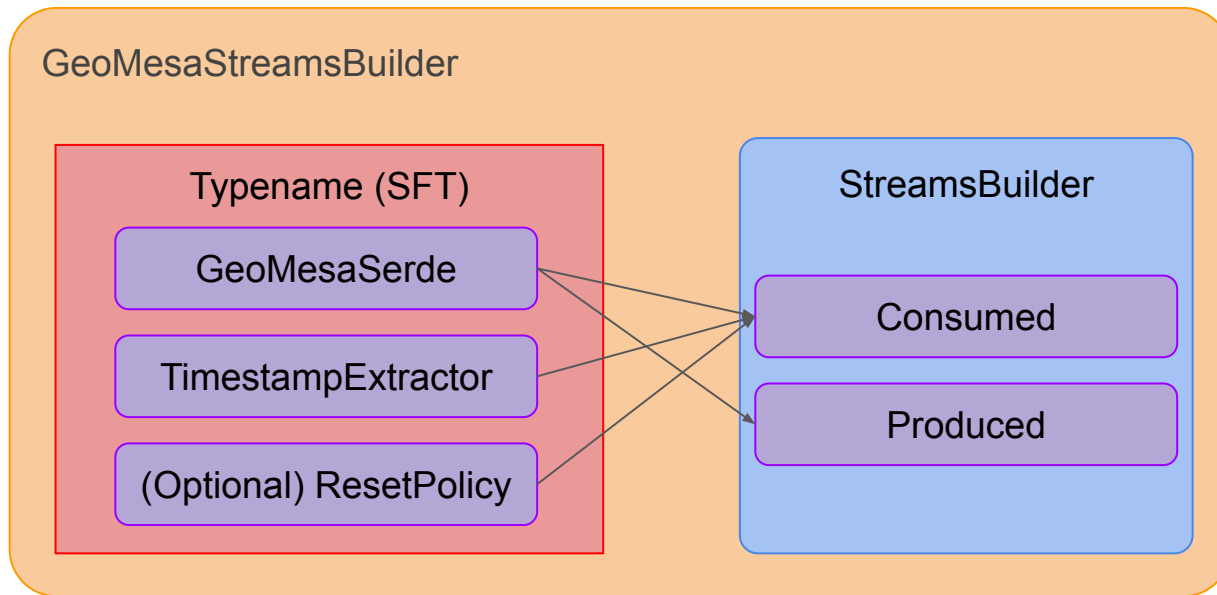 GeoMesaStreamsBuilder
Typename (SFT)
GeoMesaSerde
TimestampExtractor
(Optional) ResetPolicy
StreamsBuilder
Consumed
Produced